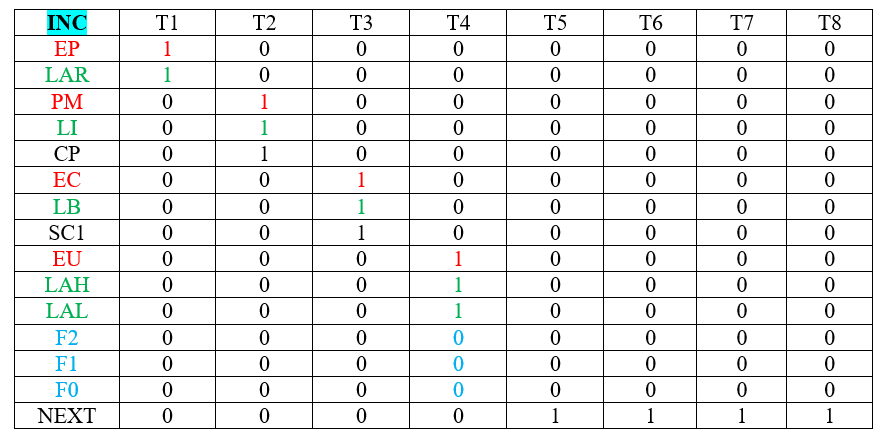 INC T1 T2 T3 T4 T5 T6 T7 T8
EP 1 0 0 0 0 0 0 0
LAR 1 0 0 0 0 0 0 0
PM 0 1 0 0 0 0 0 0
LI 0 1 0 0 0 0 0 0
CP 0 1 0 0 0 0 0 0
EC 0 0 1 0 0 0 0 0
LB 0 0 1 0 0 0 0 0
SC1 0 0 1 0 0 0 0 0
EU 0 0 0 1 0 0 0 0
LAH 0 0 0 1 0 0 0 0
LAL 0 0 0 1 0 0 0 0
F2 0 0 0 0 0 0 0 0
F1 0 0 0 0 0 0 0 0
F0 0 0 0 0 0 0 0 0
NEXT 0 0 0 0 1 1 1 1